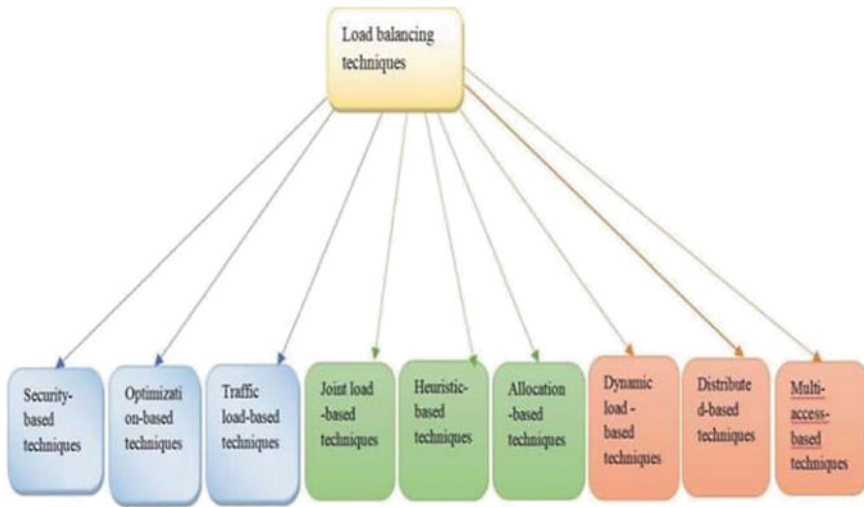 Load balancing
techniques
Security-
based
techniques
Optimizati
on-based
techniques
Traffic
load-based
techniques
Joint load
-based
techniques
Heuristic-
based
techniques
Allocation
-based
techniques
Dynamic
load -
based
techniques
Distribute
d-based
techniques
Multi-
access-
based
techniques